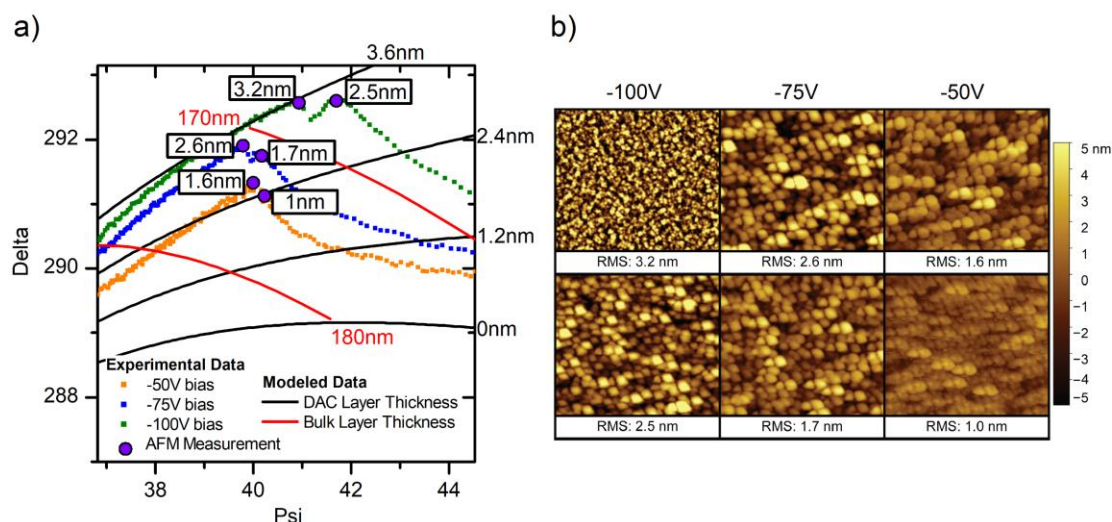 a)
3.6nm
3.2nm
2.5nm
170nm
2.4nm
2.6nm
1.7nm
1.6nm
1nm
1.2nm
0nm
180nm
292
290
288
Delta
Experimental Data
-50V bias
-75V bias
-100V bias
AFM Measurement
Modeled Data
DAC Layer Thickness
Bulk Layer Thickness
38 40 42 44
Psi
b)
-100V -75V -50V
RMS: 3.2 nm RMS: 2.6 nm RMS: 1.6 nm
RMS: 2.5 nm RMS: 1.7 nm RMS: 1.0 nm
5 nm
4
3
2
1
0
−1
−2
−3
−4
−5